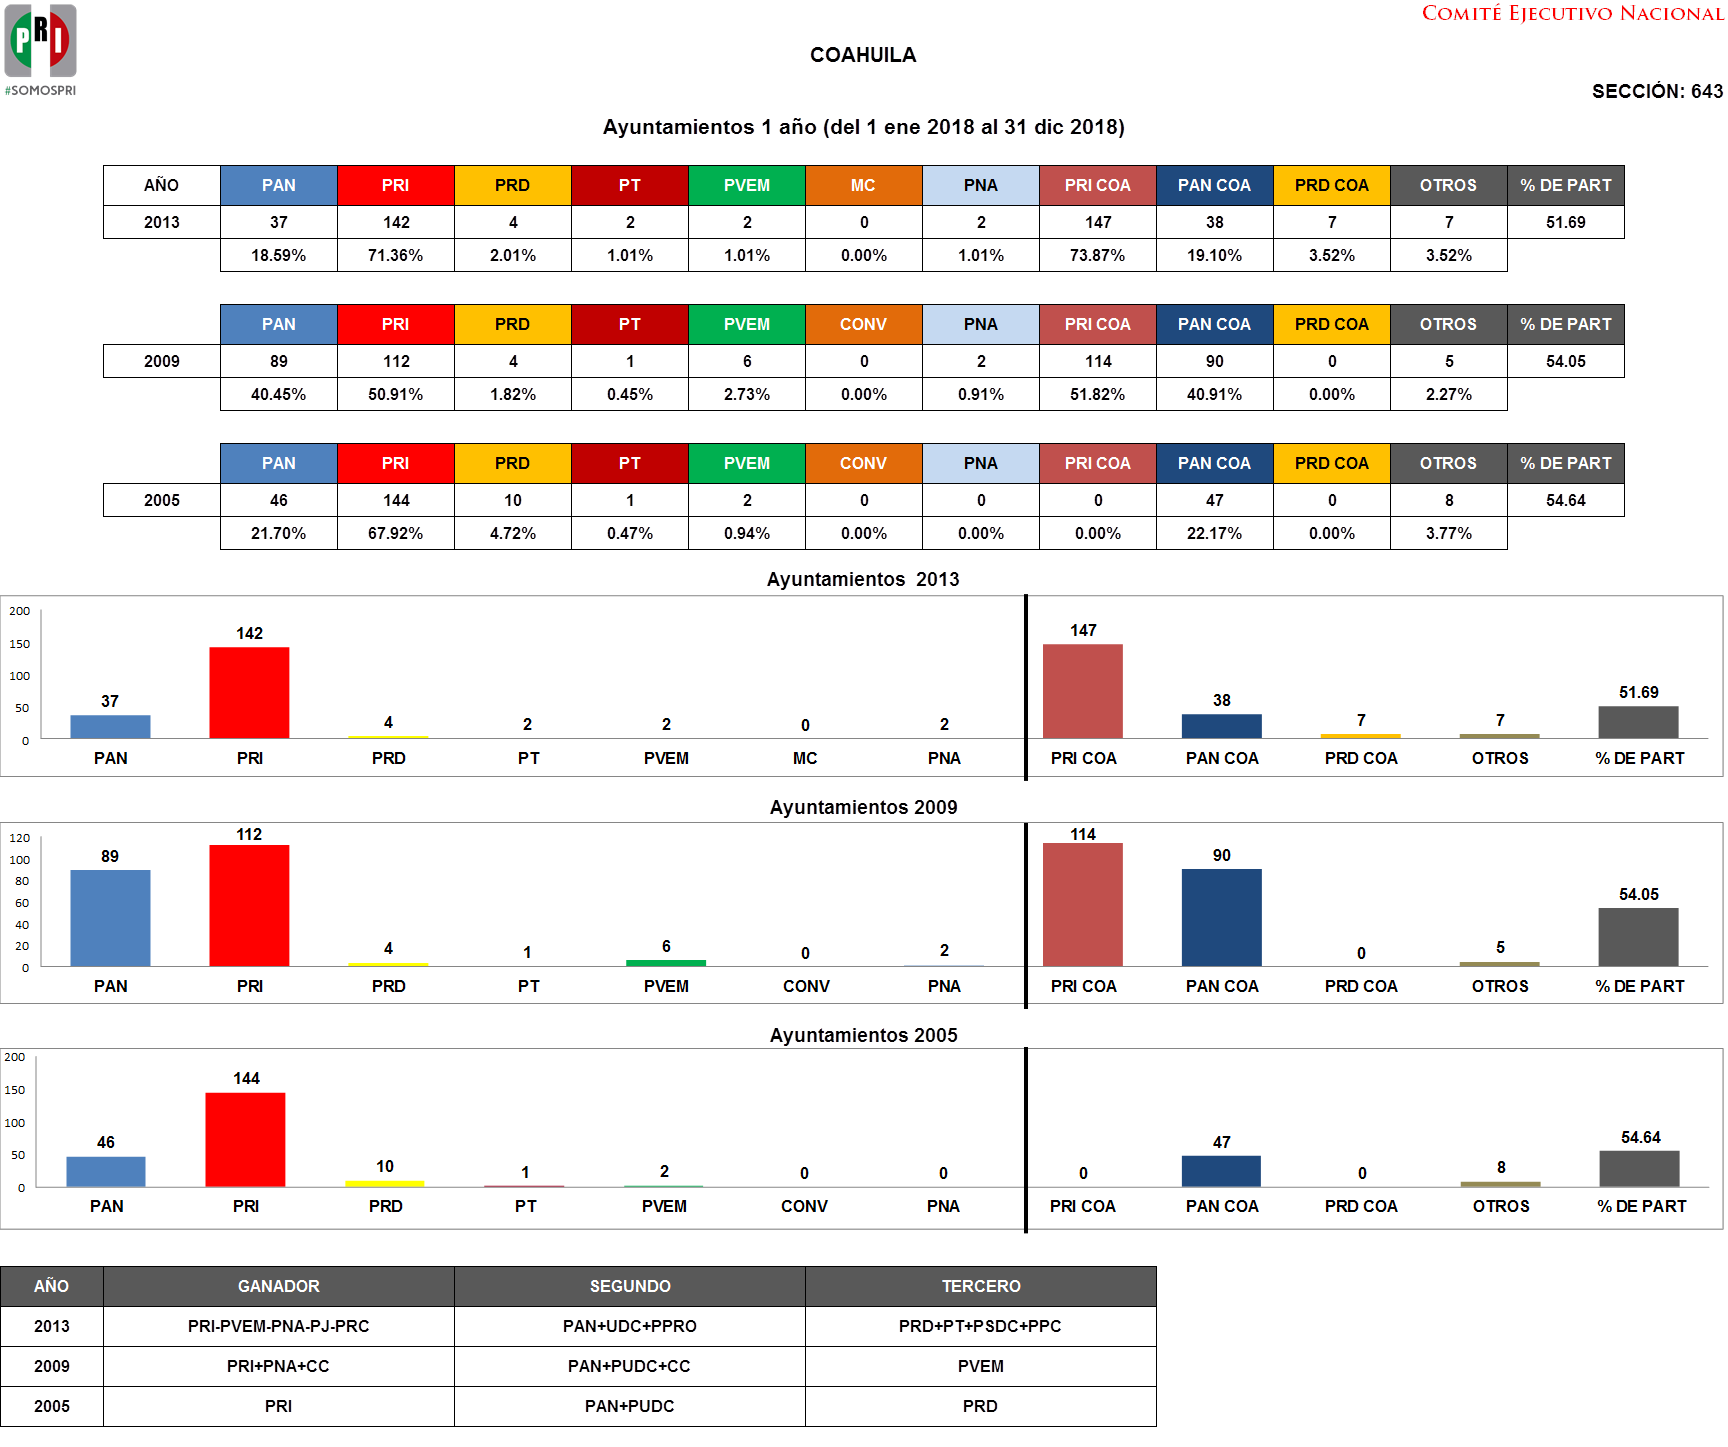 COMITÉ EJECUTIVO NACIONAL
PRI
#SOMOSPRI
COAHUILA
SECCIÓN: 643
Ayuntamientos 1 año (del 1 ene 2018 al 31 dic 2018)
AÑO PAN PRI PRD PT PVEM MC PNA PRI COA PAN COA PRD COA OTROS % DE PART
2013 37 142 4 2 2 0 2 147 38 7 7 51.69
18.59% 71.36% 2.01% 1.01% 1.01% 0.00% 1.01% 73.87% 19.10% 3.52% 3.52%
PAN PRI PRD PT PVEM CONV PNA PRI COA PAN COA PRD COA OTROS % DE PART
2009 89 112 4 1 6 0 2 114 90 0 5 54.05
40.45% 50.91% 1.82% 0.45% 2.73% 0.00% 0.91% 51.82% 40.91% 0.00% 2.27%
PAN PRI PRD PT PVEM CONV PNA PRI COA PAN COA PRD COA OTROS % DE PART
2005 46 144 10 1 2 0 0 0 47 0 8 54.64
21.70% 67.92% 4.72% 0.47% 0.94% 0.00% 0.00% 0.00% 22.17% 0.00% 3.77%
Ayuntamientos 2013
200
150
100
50
0
37 142 4 2 2 0 2 147 38 7 7 51.69
PAN PRI PRD PT PVEM MC PNA PRI COA PAN COA PRD COA OTROS % DE PART
Ayuntamientos 2009
120
100
80
60
40
20
0
89 112 4 1 6 0 2 114 90 0 5 54.05
PAN PRI PRD PT PVEM CONV PNA PRI COA PAN COA PRD COA OTROS % DE PART
Ayuntamientos 2005
200
150
100
50
0
46 144 10 1 2 0 0 0 47 0 8 54.64
PAN PRI PRD PT PVEM CONV PNA PRI COA PAN COA PRD COA OTROS % DE PART
AÑO GANADOR SEGUNDO TERCERO
2013 PRI-PVEM-PNA-PJ-PRC PAN+UDC+PPRO PRD+PT+PSDC+PPC
2009 PRI+PNA+CC PAN+PUDC+CC PVEM
2005 PRI PAN+PUDC PRD